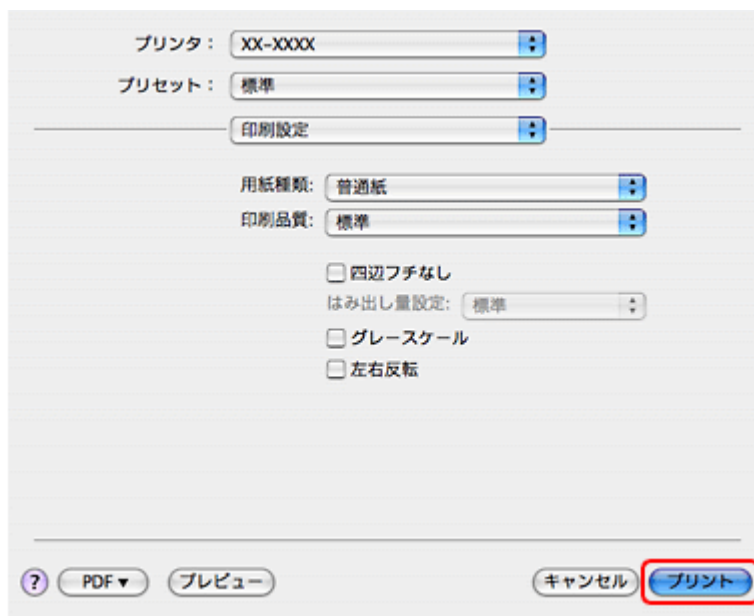 プリンタ： XX-XXXX
プリセット： 標準
印刷設定
用紙種類: 普通紙
印刷品質: 標準
四辺フチなし
はみ出し量設定: 標準
グレースケール
左右反転
? PDF▼ プレビュー キャンセル プリント